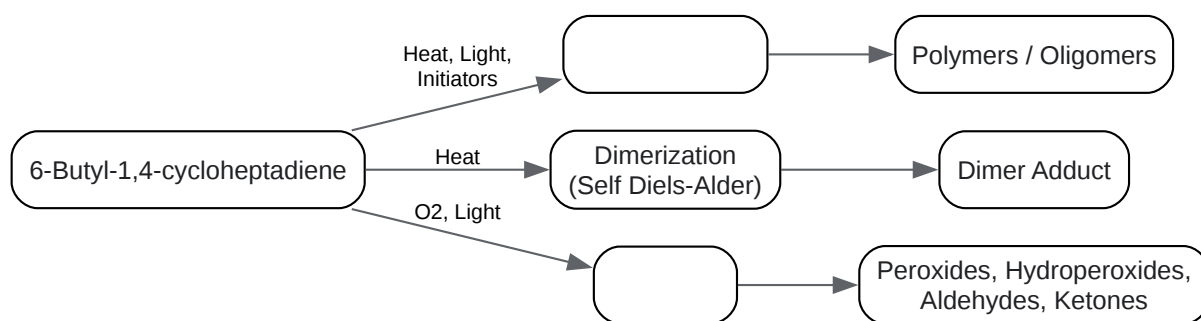 Heat, Light,
Initiators
Polymers / Oligomers
6-Butyl-1,4-cycloheptadiene
Heat
Dimerization
(Self Diels-Alder)
Dimer Adduct
O2, Light
Peroxides, Hydroperoxides,
Aldehydes, Ketones